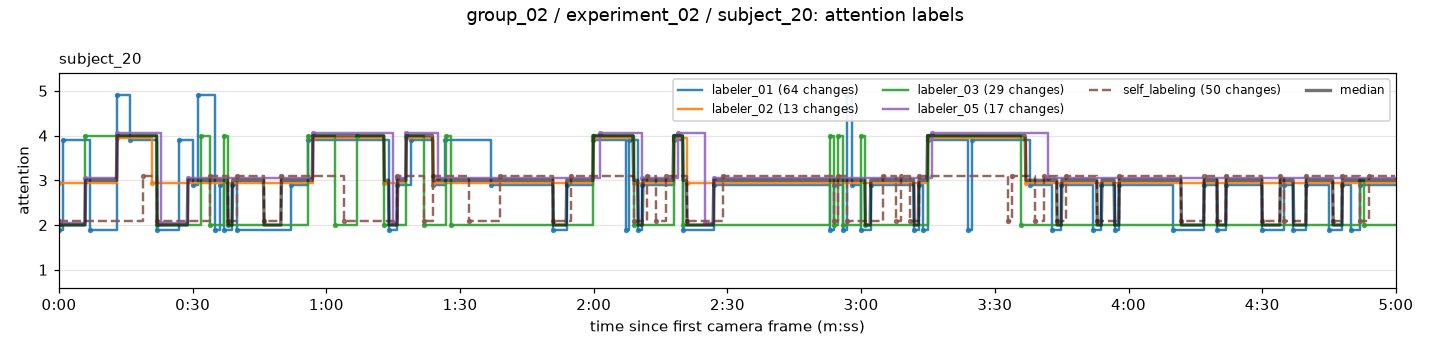 group_02 / experiment_02 / subject_20: attention labels
subject_20
labeler_01 (64 changes)
labeler_02 (13 changes)
labeler_03 (29 changes)
labeler_05 (17 changes)
self_labeling (50 changes)
median
attention
5
4
3
2
1
0:00 0:30 1:00 1:30 2:00 2:30 3:00 3:30 4:00 4:30 5:00
time since first camera frame (m:ss)